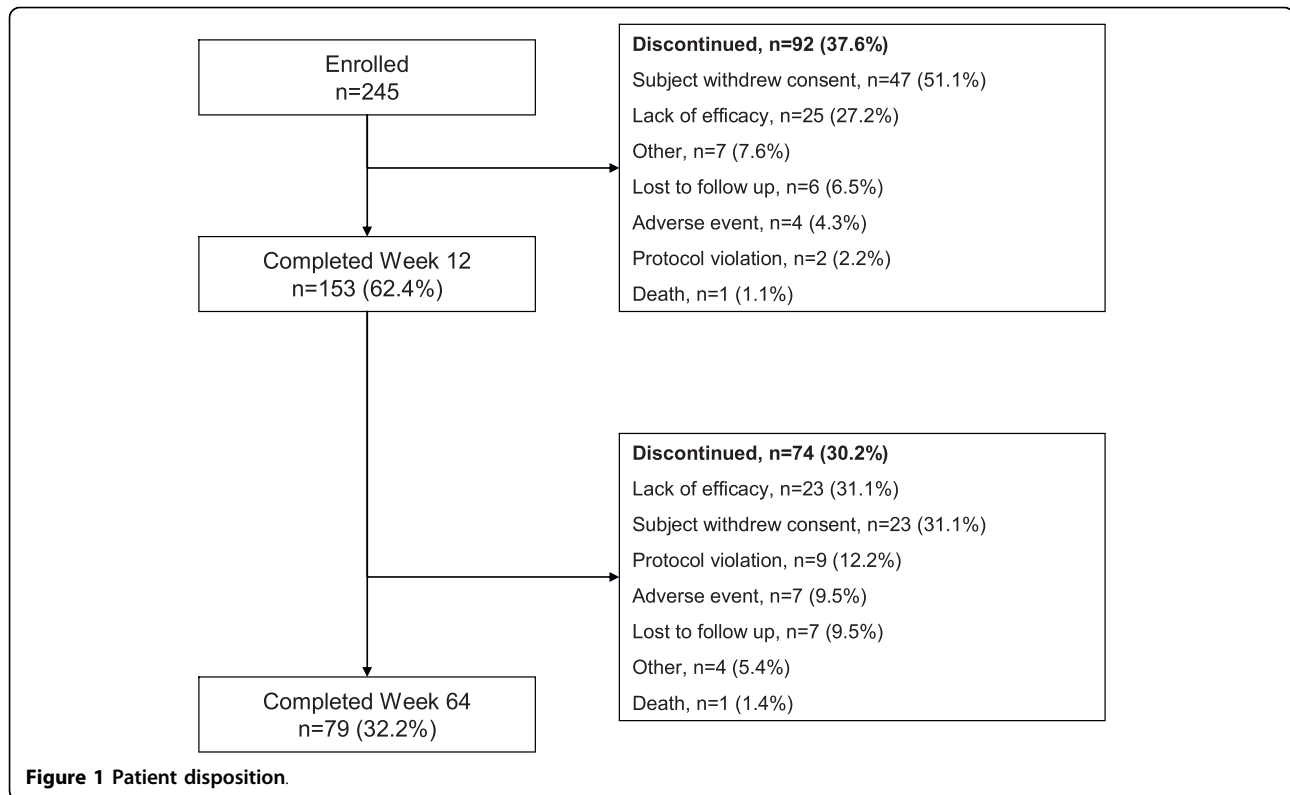 Enrolled
n=245
Discontinued, n=92 (37.6%)
Subject withdrew consent, n=47 (51.1%)
Lack of efficacy, n=25 (27.2%)
Other, n=7 (7.6%)
Lost to follow up, n=6 (6.5%)
Adverse event, n=4 (4.3%)
Protocol violation, n=2 (2.2%)
Death, n=1 (1.1%)
Completed Week 12
n=153 (62.4%)
Discontinued, n=74 (30.2%)
Lack of efficacy, n=23 (31.1%)
Subject withdrew consent, n=23 (31.1%)
Protocol violation, n=9 (12.2%)
Adverse event, n=7 (9.5%)
Lost to follow up, n=7 (9.5%)
Other, n=4 (5.4%)
Death, n=1 (1.4%)
Completed Week 64
n=79 (32.2%)
Figure 1 Patient disposition.